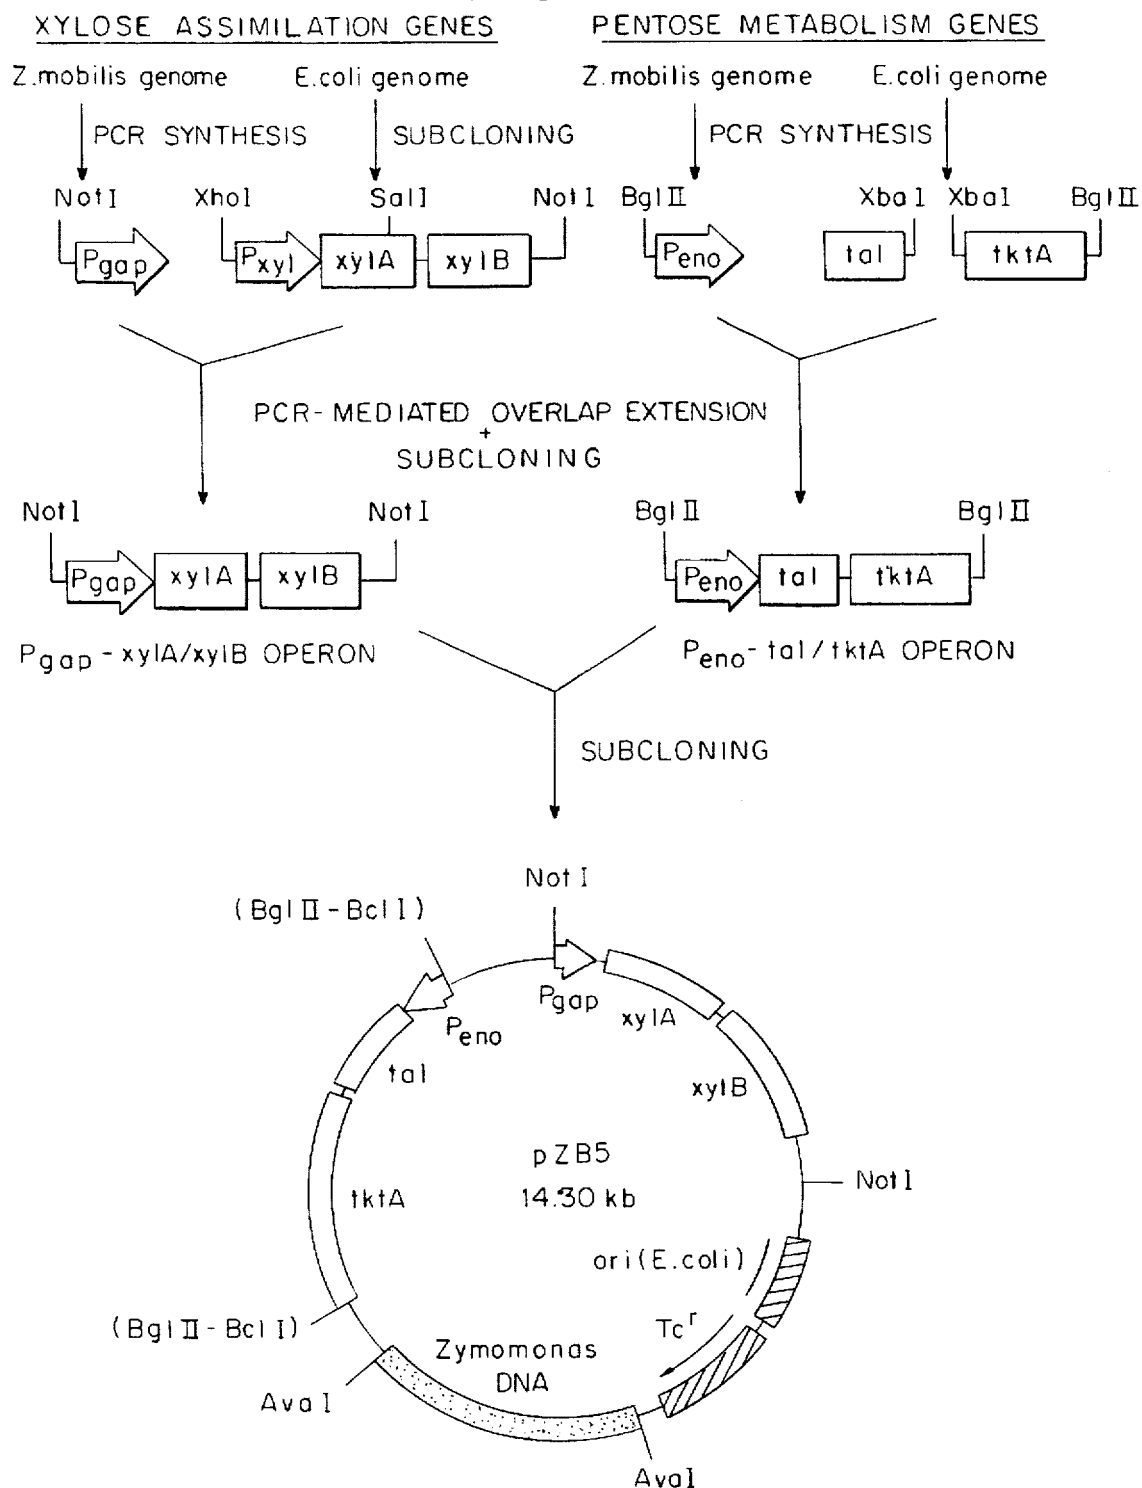 XYLOSE ASSIMILATION GENES
PENTOSE METABOLISM GENES
Z.mobilis genome
E.coli genome
Z.mobilis genome
E.coli genome
PCR SYNTHESIS
SUBCLONING
PCR SYNTHESIS
NotI
XhoI
SalI
NotI
BglII
XbaI
XbaI
BglII
Pgap
Pxyl
xylA
xylB
Peno
tal
tktA
PCR-MEDIATED OVERLAP EXTENSION
+
SUBCLONING
NotI
NotI
BglII
BglII
Pgap
xylA
xylB
Peno
tal
tktA
Pgap-xylA/xylB OPERON
Peno-tal/tktA OPERON
SUBCLONING
NotI
(BglII-BclI)
Pgap
xylA
Peno
tal
xylB
pZB5
14.30 kb
tktA
NotI
ori(E.coli)
Tcr
(BglII-BclI)
Zymomonas
DNA
AvaI
AvaI